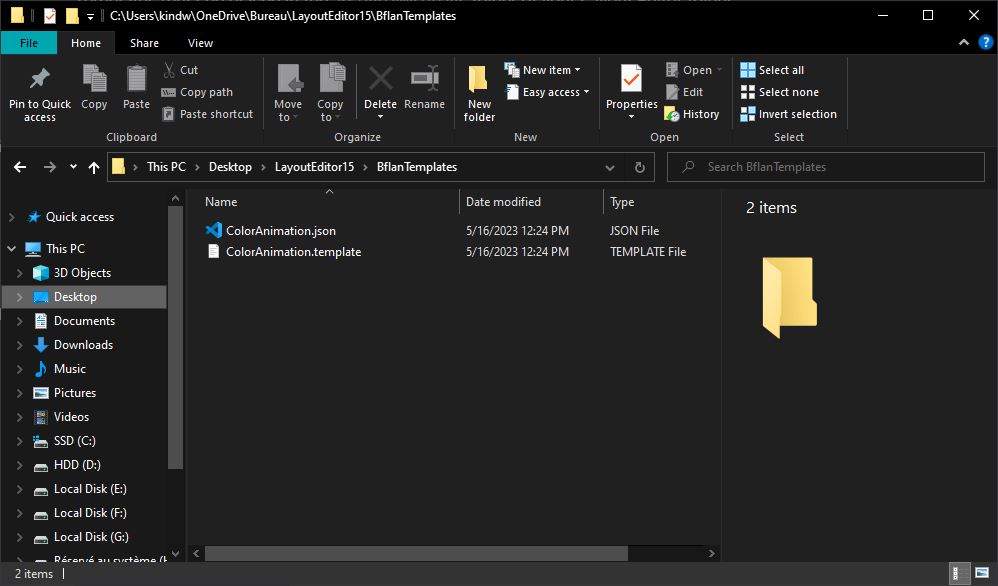 C:\Users\kindw\OneDrive\Bureau\LayoutEditor15\BflanTemplates
File Home Share View
Pin to Quick access
Copy
Paste
Cut
Copy path
Paste shortcut
Clipboard
Move to
Copy to
Delete
Rename
Organize
New folder
New item
Easy access
New
Properties
Open
Edit
History
Open
Select all
Select none
Invert selection
Select
This PC > Desktop > LayoutEditor15 > BflanTemplates
Search BflanTemplates
Quick access
This PC
3D Objects
Desktop
Documents
Downloads
Music
Pictures
Videos
SSD (C:)
HDD (D:)
Local Disk (E:)
Local Disk (F:)
Local Disk (G:)
Réservé au système (H
Name Date modified Type
ColorAnimation.json 5/16/2023 12:24 PM JSON File
ColorAnimation.template 5/16/2023 12:24 PM TEMPLATE File
2 items
2 items